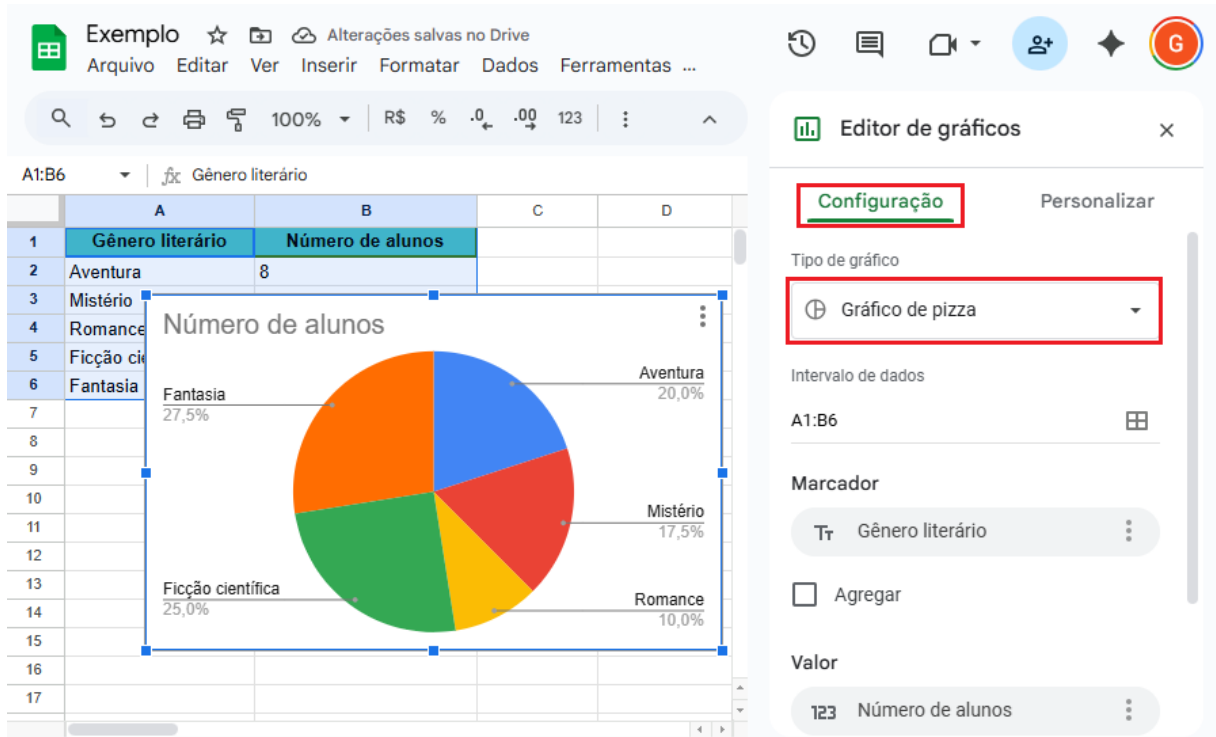 Exemplo Alterações salvas no Drive
Arquivo Editar Ver Inserir Formatar Dados Ferramentas ...
G
100% R$ % .0 .00 123
A1:B6 fx Gênero literário
A B C D
1 Gênero literário Número de alunos
2 Aventura 8
3 Mistério
4 Romance
5 Ficção cie
6 Fantasia
7
8
9
10
11
12
13
14
15
16
17
Número de alunos
Aventura
20,0%
Fantasia
27,5%
Mistério
17,5%
Ficção científica
25,0%
Romance
10,0%
Editor de gráficos
Configuração Personalizar
Tipo de gráfico
Gráfico de pizza
Intervalo de dados
A1:B6
Marcador
Tт Gênero literário
Agregar
Valor
123 Número de alunos